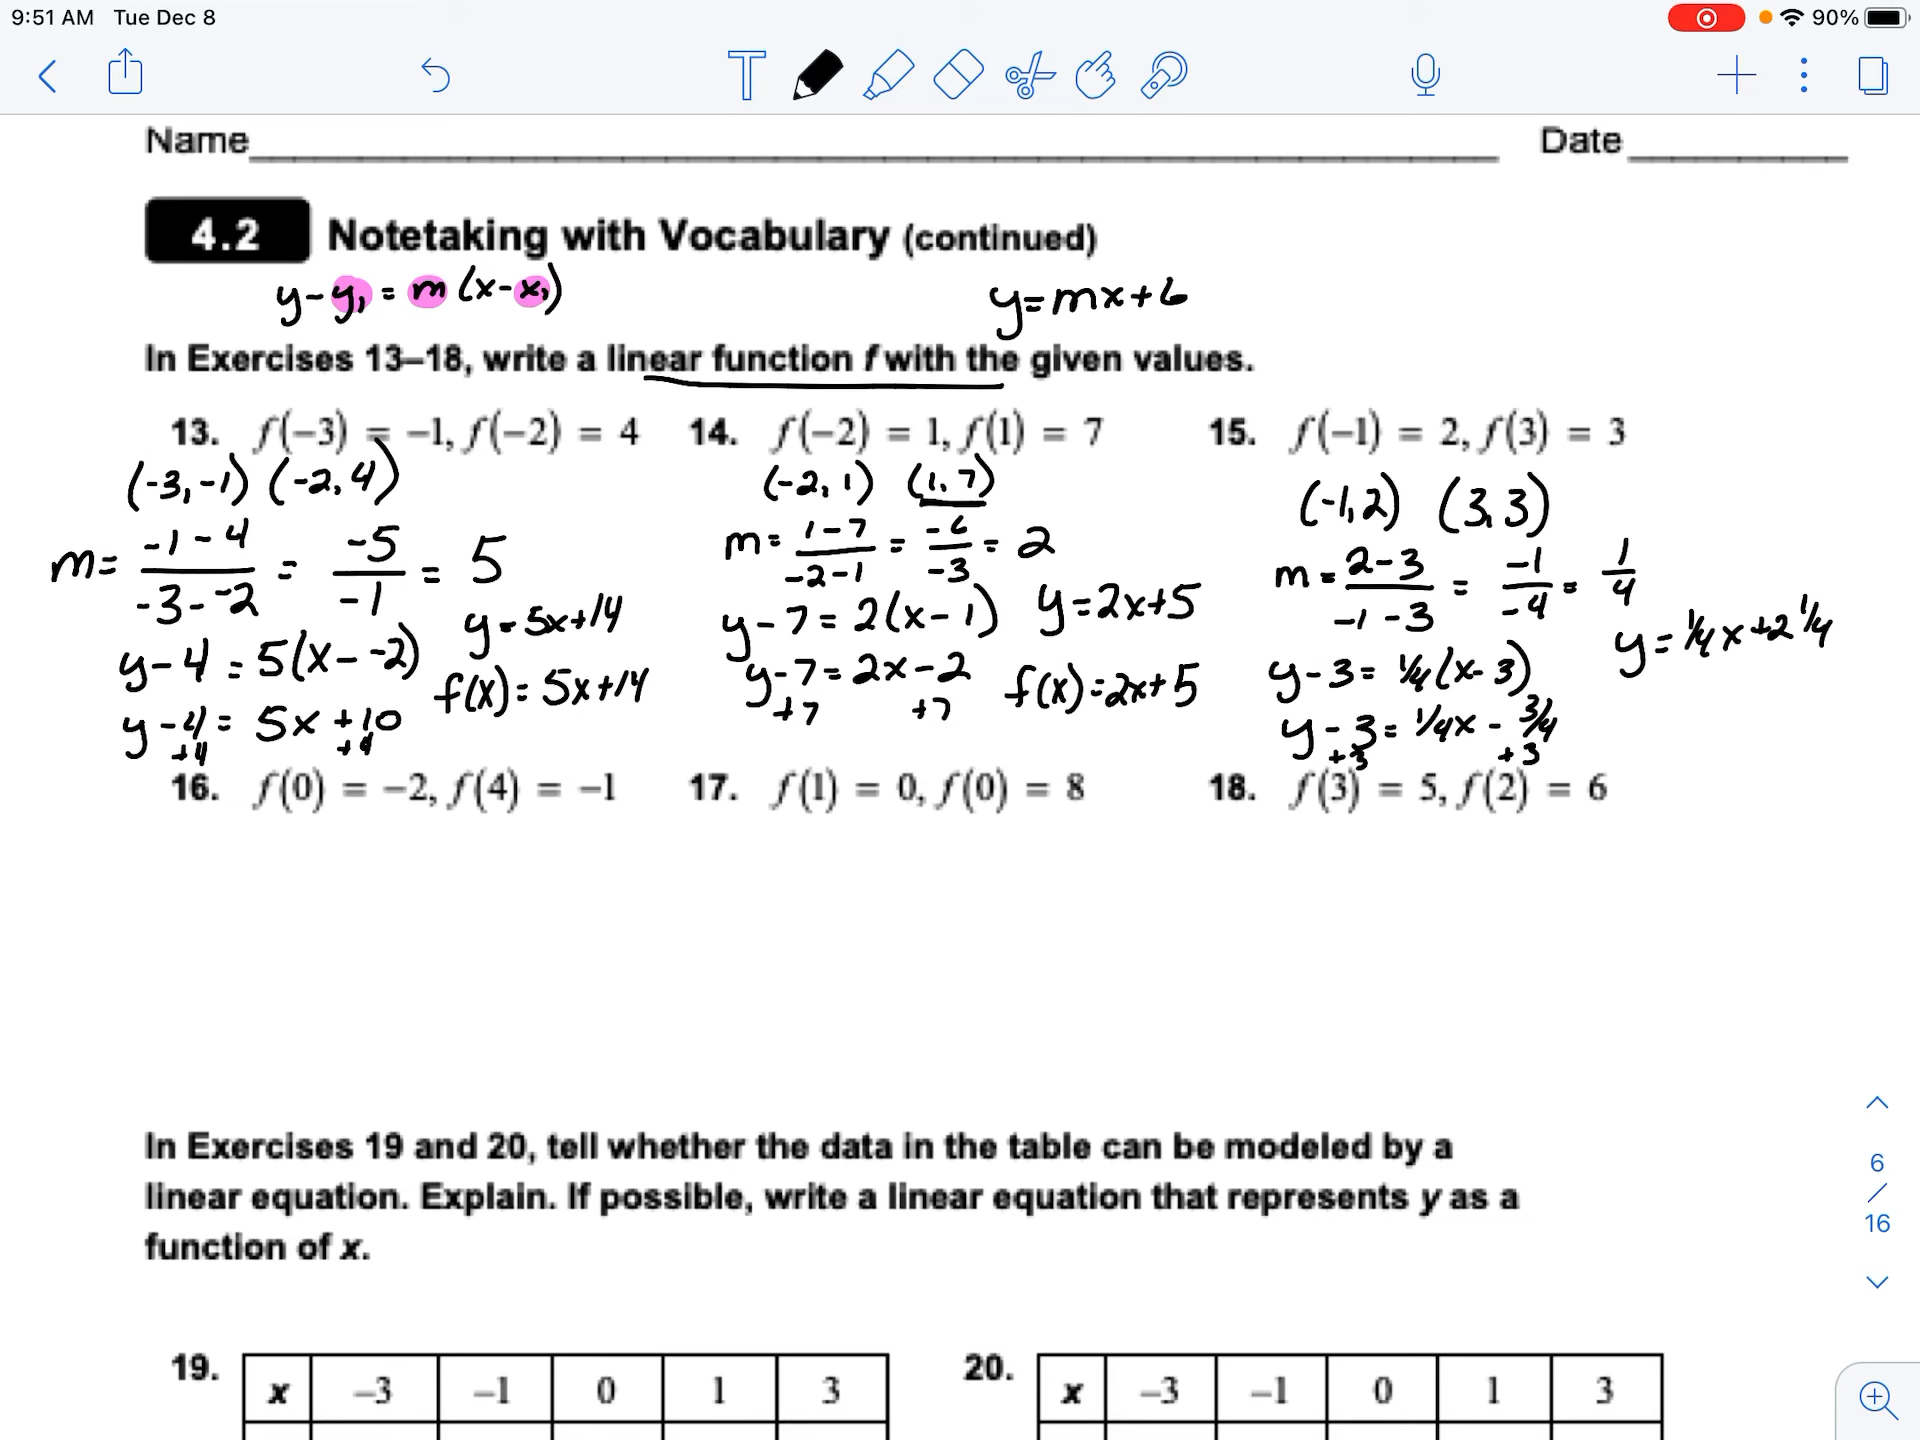 9:51 AM Tue Dec 8 90%
T
Name Date
4.2 Notetaking with Vocabulary (continued)
y-y₁ = m (x-x₁) y=mx+b
In Exercises 13–18, write a linear function f with the given values.
13. f(−3) = −1, f(−2) = 4 14. f(−2) = 1, f(1) = 7 15. f(−1) = 2, f(3) = 3
(-3,-1) (-2,4) (-2,1) (1,7) (-1,2) (3,3)
m= -1-4/-3--2 = -5/-1 = 5 m= 1-7/-2-1 = -6/-3 = 2 m= 2-3/-1-3 = -1/-4 = 1/4
y=5x+14 y-7=2(x-1) y=2x+5 y=1/4x+2 1/4
y-4=5(x--2) y-7=2x-2 y-3=1/4(x-3)
f(x)=5x+14 +7 +7 f(x)=2x+5 y-3=1/4x-3/4
y-4=5x+10 +3 +3
+4 +4
16. f(0) = −2, f(4) = −1 17. f(1) = 0, f(0) = 8 18. f(3) = 5, f(2) = 6
In Exercises 19 and 20, tell whether the data in the table can be modeled by a
linear equation. Explain. If possible, write a linear equation that represents y as a
function of x.
6
/
16
19. x −3 −1 0 1 3
20. x −3 −1 0 1 3